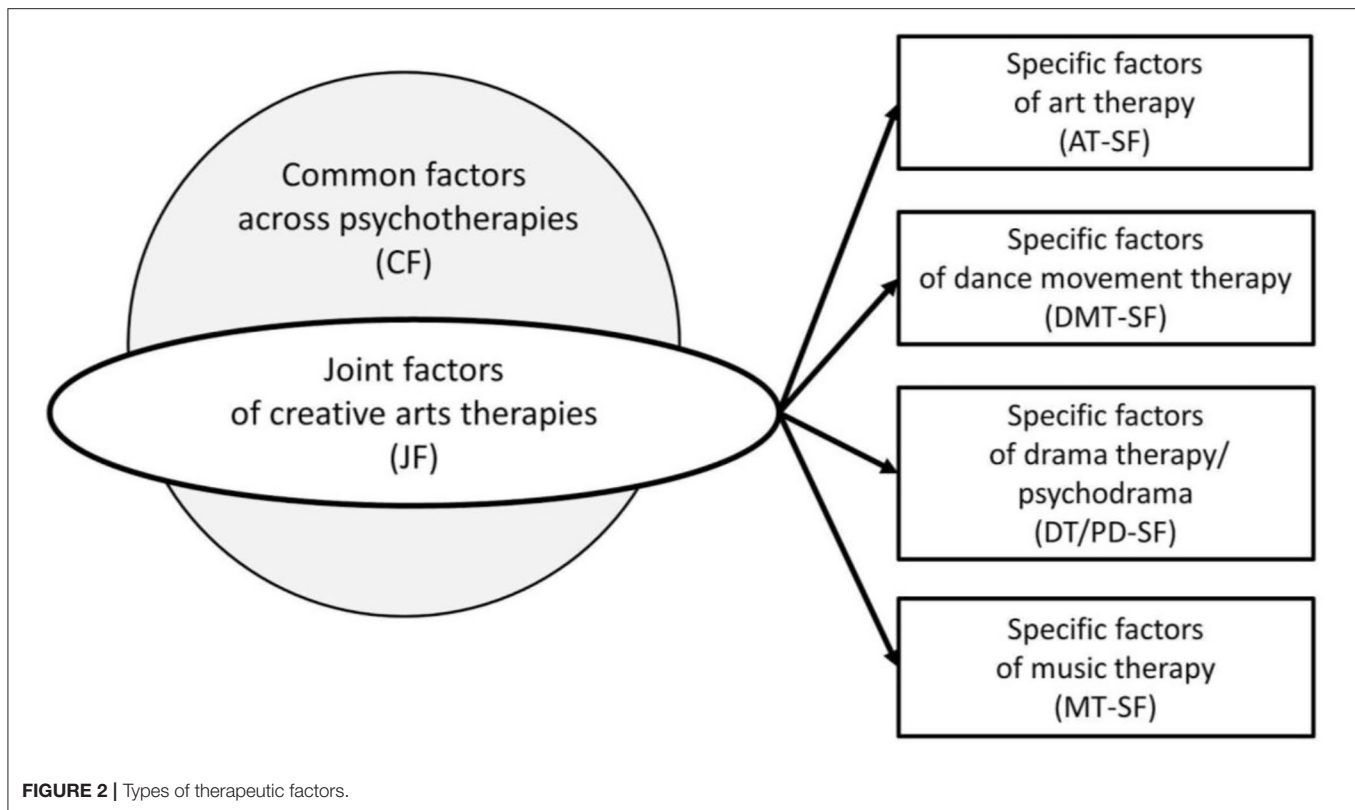 Common factors
across psychotherapies
(CF)
Joint factors
of creative arts therapies
(JF)
Specific factors
of art therapy
(AT-SF)
Specific factors
of dance movement therapy
(DMT-SF)
Specific factors
of drama therapy/
psychodrama
(DT/PD-SF)
Specific factors
of music therapy
(MT-SF)
FIGURE 2 | Types of therapeutic factors.